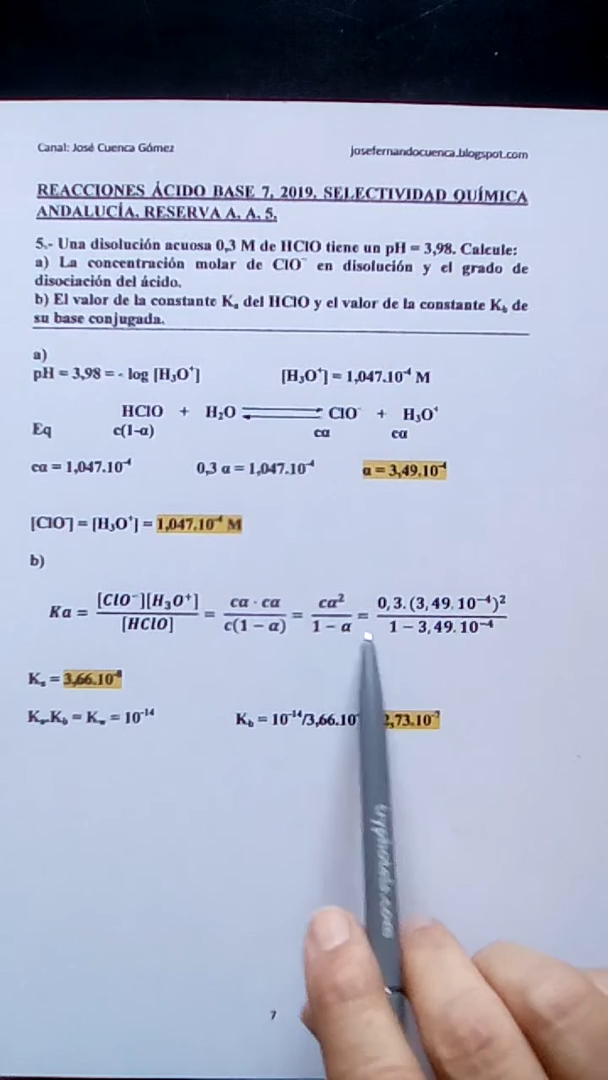 Canal: José Cuenca Gómez josefernandocuenca.blogspot.com
REACCIONES ÁCIDO BASE 7, 2019, SELECTIVIDAD QUÍMICA
ANDALUCÍA. RESERVA A. A. 5.
5.- Una disolución acuosa 0,3 M de HClO tiene un pH = 3,98. Calcule:
a) La concentración molar de ClO⁻ en disolución y el grado de
disociación del ácido.
b) El valor de la constante Kₐ del HClO y el valor de la constante K_b de
su base conjugada.
a)
pH = 3,98 = - log [H₃O⁺] [H₃O⁺] = 1,047.10⁻⁴ M
HClO + H₂O ⇌ ClO⁻ + H₃O⁺
Eq c(1-α) cα cα
cα = 1,047.10⁻⁴ 0,3 α = 1,047.10⁻⁴ α = 3,49.10⁻⁴
[ClO⁻] = [H₃O⁺] = 1,047.10⁻⁴ M
b)
Ka = [ClO⁻][H₃O⁺] / [HClO] = cα · cα / c(1 − α) = cα² / 1 − α = 0,3.(3,49.10⁻⁴)² / 1 − 3,49.10⁻⁴
Kₐ = 3,66.10⁻⁸
Kₐ.K_b = K_w = 10⁻¹⁴ K_b = 10⁻¹⁴/3,66.10 2,73.10⁻⁷
7